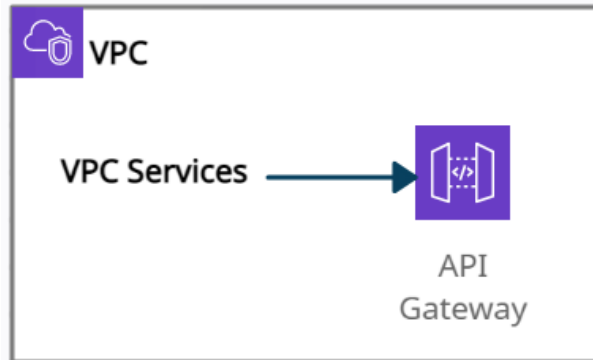 VPC
VPC Services
</>
API
Gateway